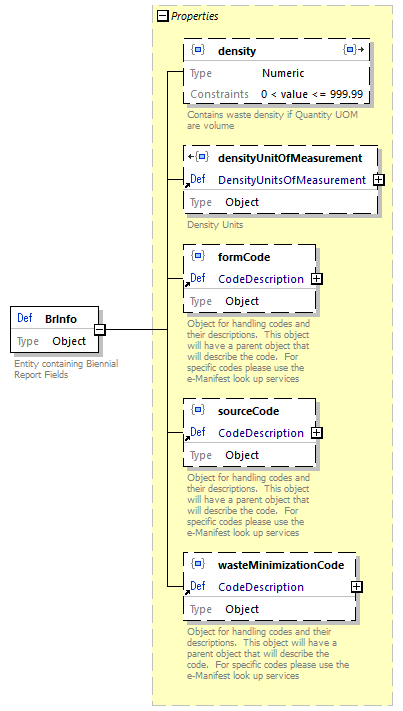 Properties
density
Type Numeric
Constraints 0 < value <= 999.99
Contains waste density if Quantity UOM
are volume
densityUnitOfMeasurement
Def DensityUnitsOfMeasurement
Type Object
Density Units
formCode
Def CodeDescription
Type Object
Object for handling codes and
their descriptions.  This object
will have a parent object that
will describe the code.  For
specific codes please use the
e-Manifest look up services
Def BrInfo
Type Object
Entity containing Biennial
Report Fields
sourceCode
Def CodeDescription
Type Object
Object for handling codes and
their descriptions.  This object
will have a parent object that
will describe the code.  For
specific codes please use the
e-Manifest look up services
wasteMinimizationCode
Def CodeDescription
Type Object
Object for handling codes and their
descriptions.  This object will have a
parent object that will describe the
code.  For specific codes please use the
e-Manifest look up services